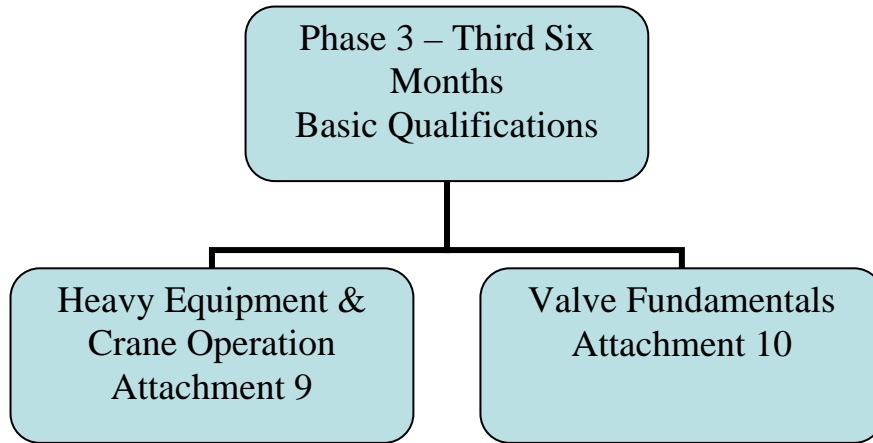 Phase 3 – Third Six
Months
Basic Qualifications
Heavy Equipment &
Crane Operation
Attachment 9
Valve Fundamentals
Attachment 10